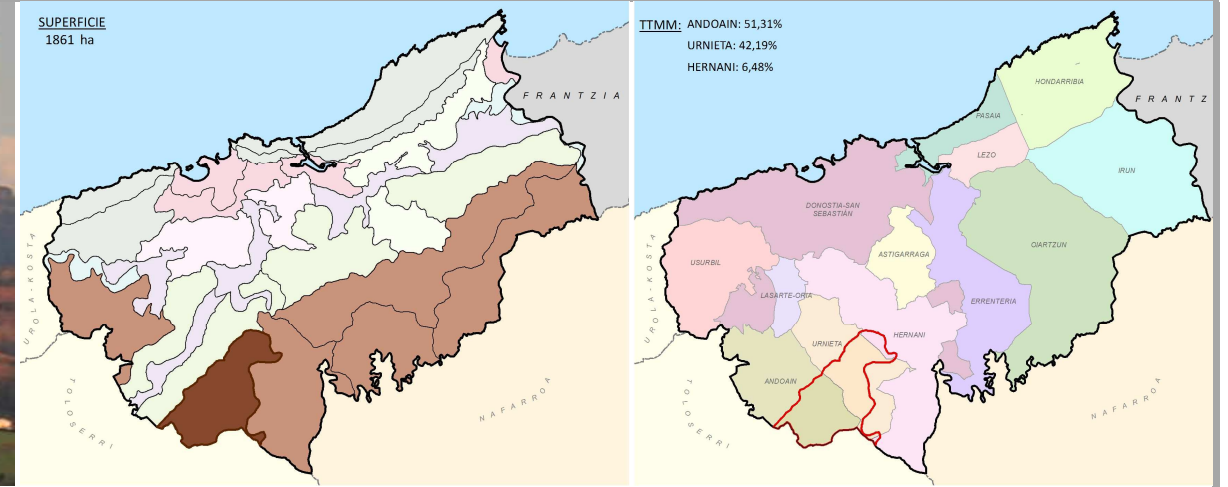 SUPERFICIE
1861 ha
FRANTZIA
UROLA-KOSTA
TOLOSERRI
NAFARROA
TTMM: ANDOAIN: 51,31%
URNIETA: 42,19%
HERNANI: 6,48%
HONDARRIBIA
FRANTZ
PASAIA
LEZO
IRUN
DONOSTIA-SAN
SEBASTIÁN
OIARTZUN
ASTIGARRAGA
USURBIL
LASARTE-ORIA
ERRENTERIA
HERNANI
URNIETA
ANDOAIN
UROLA-KOSTA
TOLOSERRI
NAFARROA